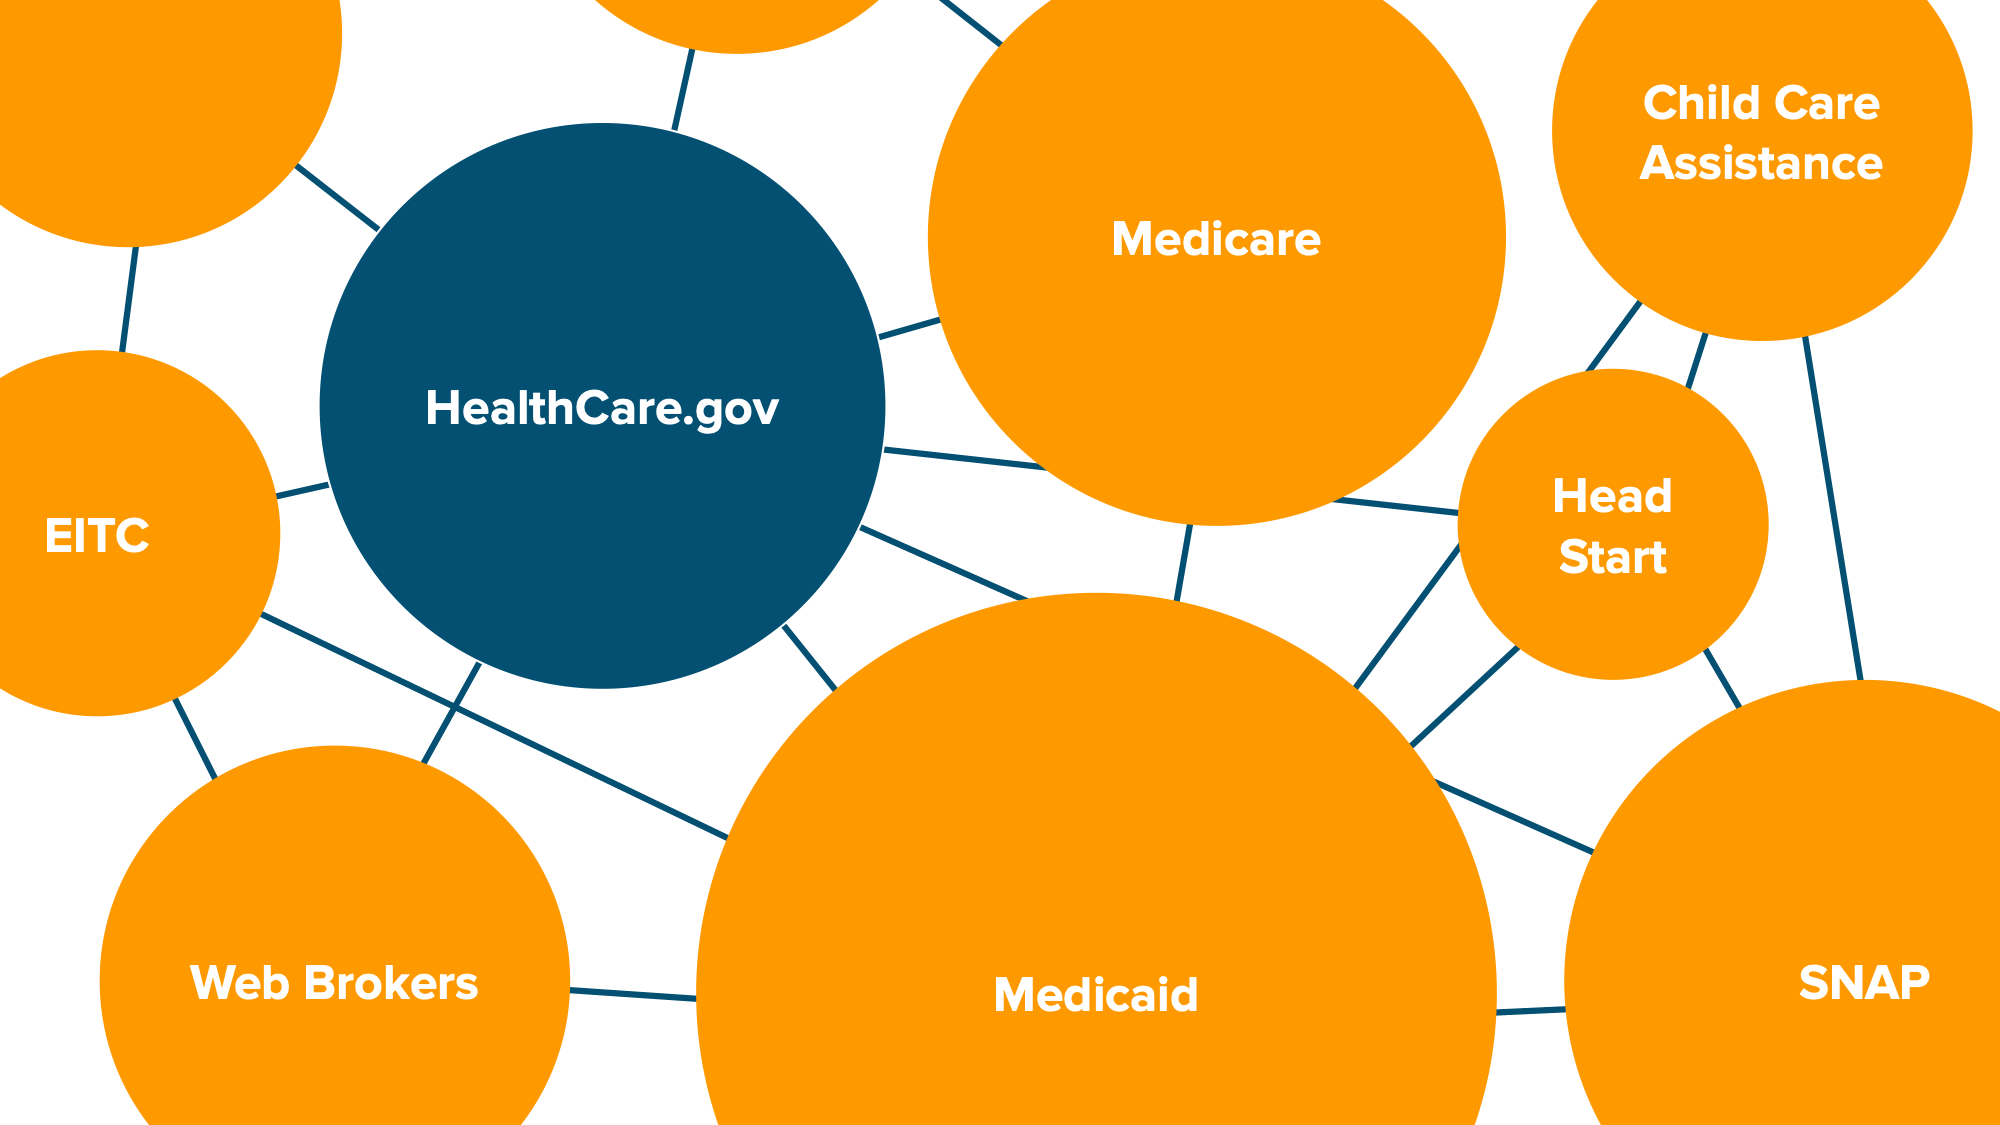 Child Care
Assistance
Medicare
HealthCare.gov
Head
Start
EITC
Web Brokers
Medicaid
SNAP